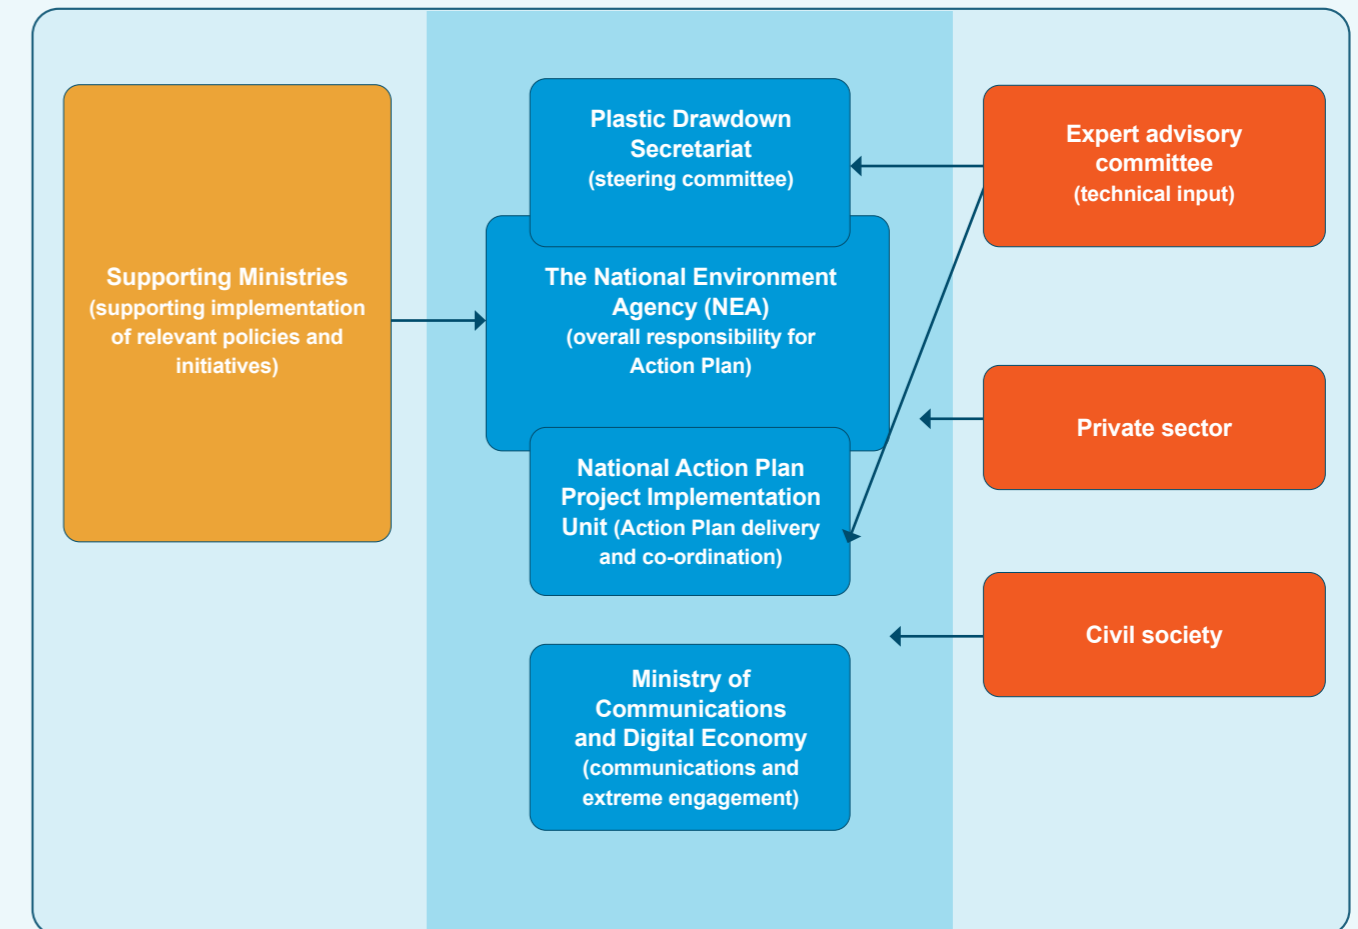 Supporting Ministries
(supporting implementation
of relevant policies and
initiatives)
Plastic Drawdown
Secretariat
(steering committee)
The National Environment
Agency (NEA)
(overall responsibility for
Action Plan)
National Action Plan
Project Implementation
Unit (Action Plan delivery
and co-ordination)
Ministry of
Communications
and Digital Economy
(communications and
extreme engagement)
Expert advisory
committee
(technical input)
Private sector
Civil society